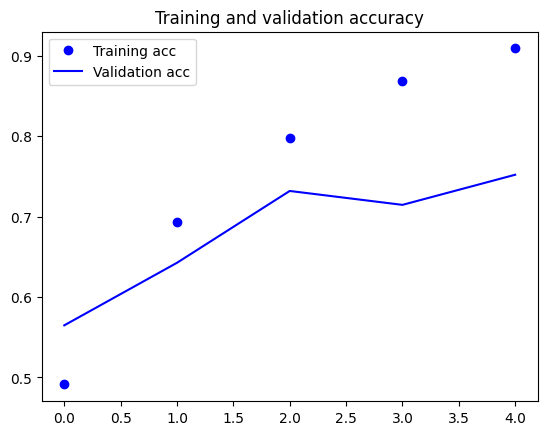 Training and validation accuracy
Training acc
Validation acc
0.9
0.8
0.7
0.6
0.5
0.0 0.5 1.0 1.5 2.0 2.5 3.0 3.5 4.0